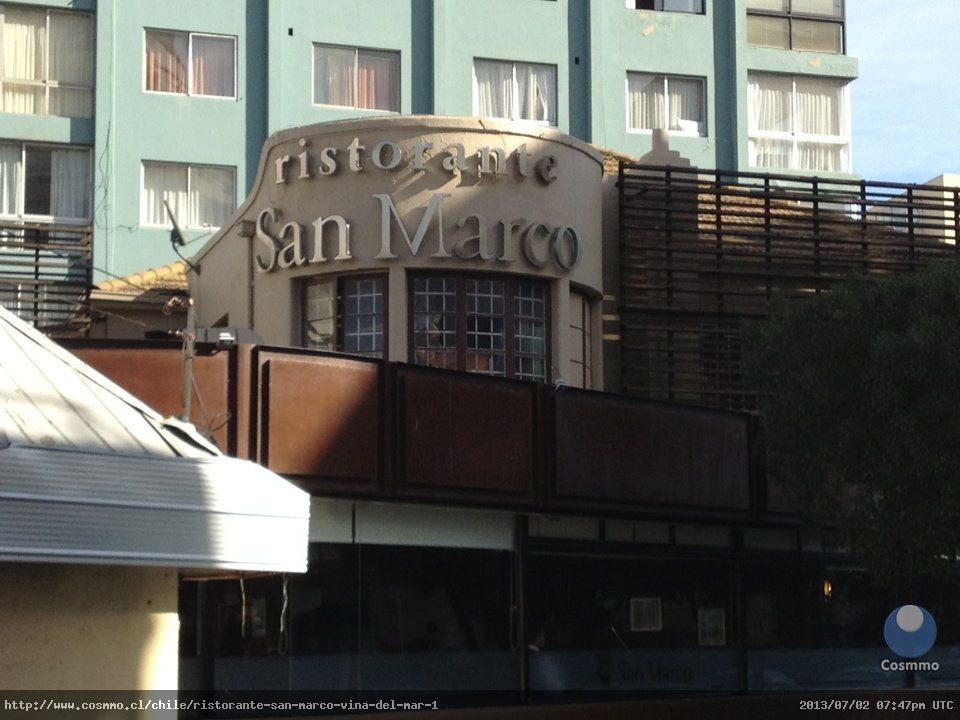 ristorante
San Marco
San Marco
Cosmmo
http://www.cosmmo.cl/chile/ristorante-san-marco-vina-del-mar-1
2013/07/02 07:47pm UTC